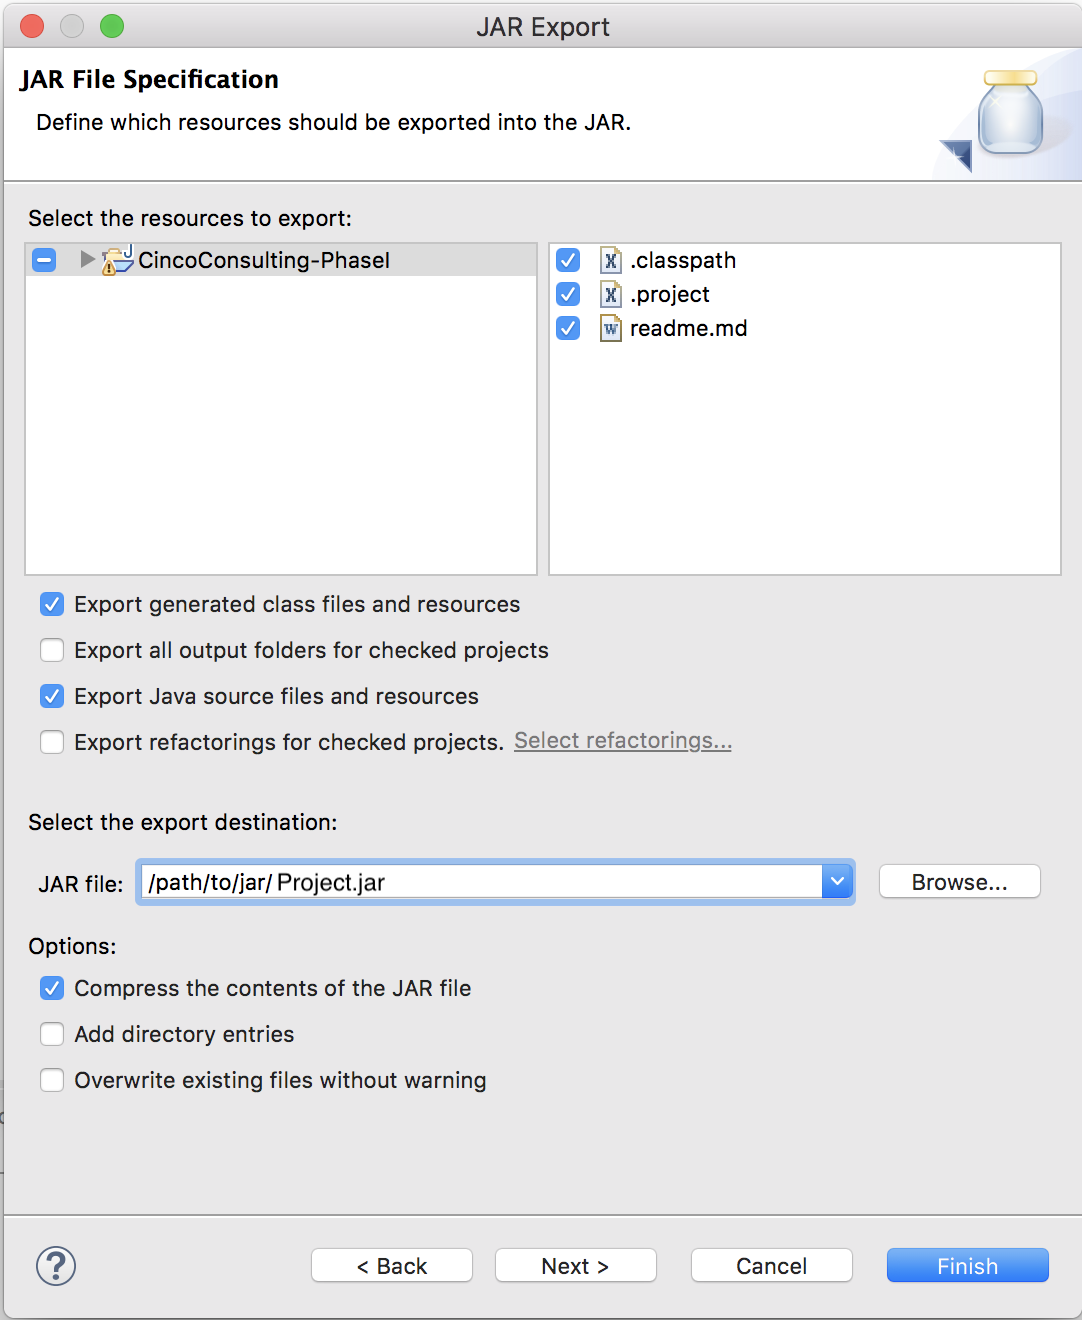 JAR Export
JAR File Specification
Define which resources should be exported into the JAR.
Select the resources to export:
CincoConsulting-PhaseI
.classpath
.project
readme.md
Export generated class files and resources
Export all output folders for checked projects
Export Java source files and resources
Export refactorings for checked projects. Select refactorings...
Select the export destination:
JAR file: /path/to/jar/ Project.jar Browse...
Options:
Compress the contents of the JAR file
Add directory entries
Overwrite existing files without warning
? < Back Next > Cancel Finish